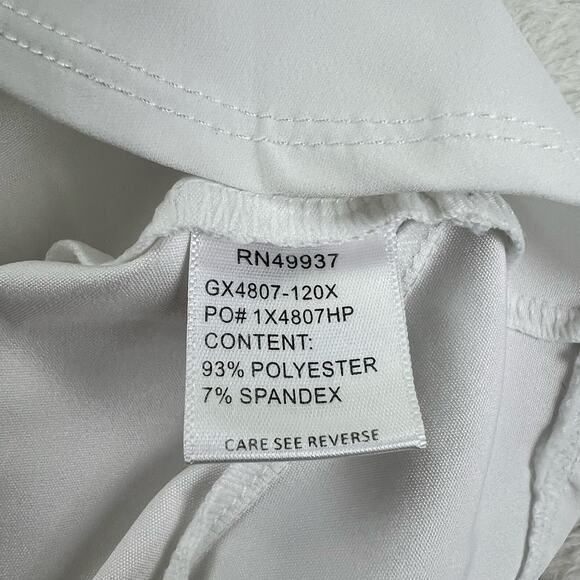 RN49937
GX4807-120X
PO# 1X4807HP
CONTENT:
93% POLYESTER
7% SPANDEX
CARE SEE REVERSE